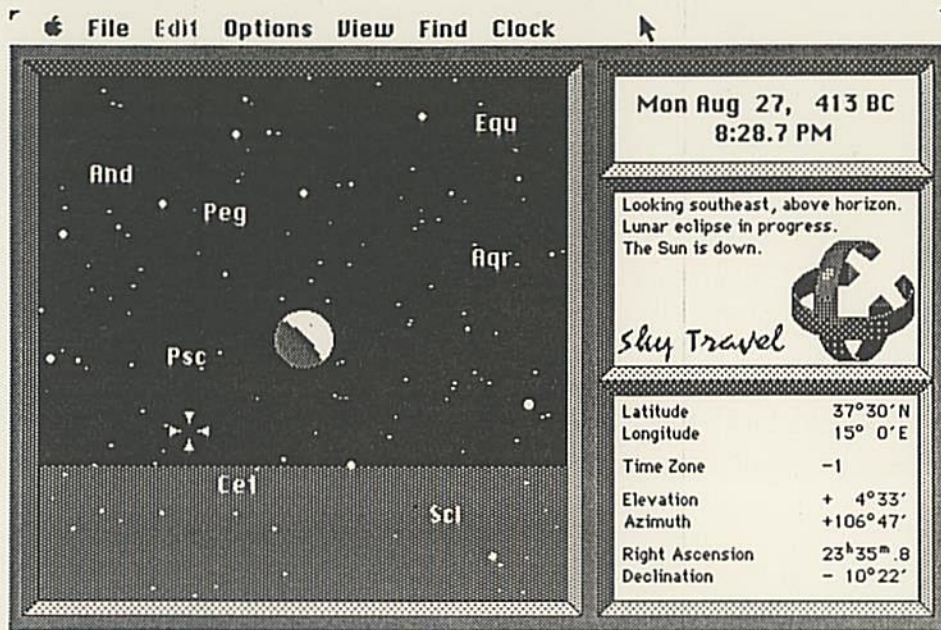 File Edit Options View Find Clock
Equ
And
Peg
Aqr
Psc
Cet
Scl
Mon Aug 27, 413 BC
8:28.7 PM
Looking southeast, above horizon.
Lunar eclipse in progress.
The Sun is down.
Sky Travel
Latitude 37°30'N
Longitude 15° 0'E
Time Zone -1
Elevation + 4°33'
Azimuth +106°47'
Right Ascension 23ʰ35ᵐ.8
Declination - 10°22'